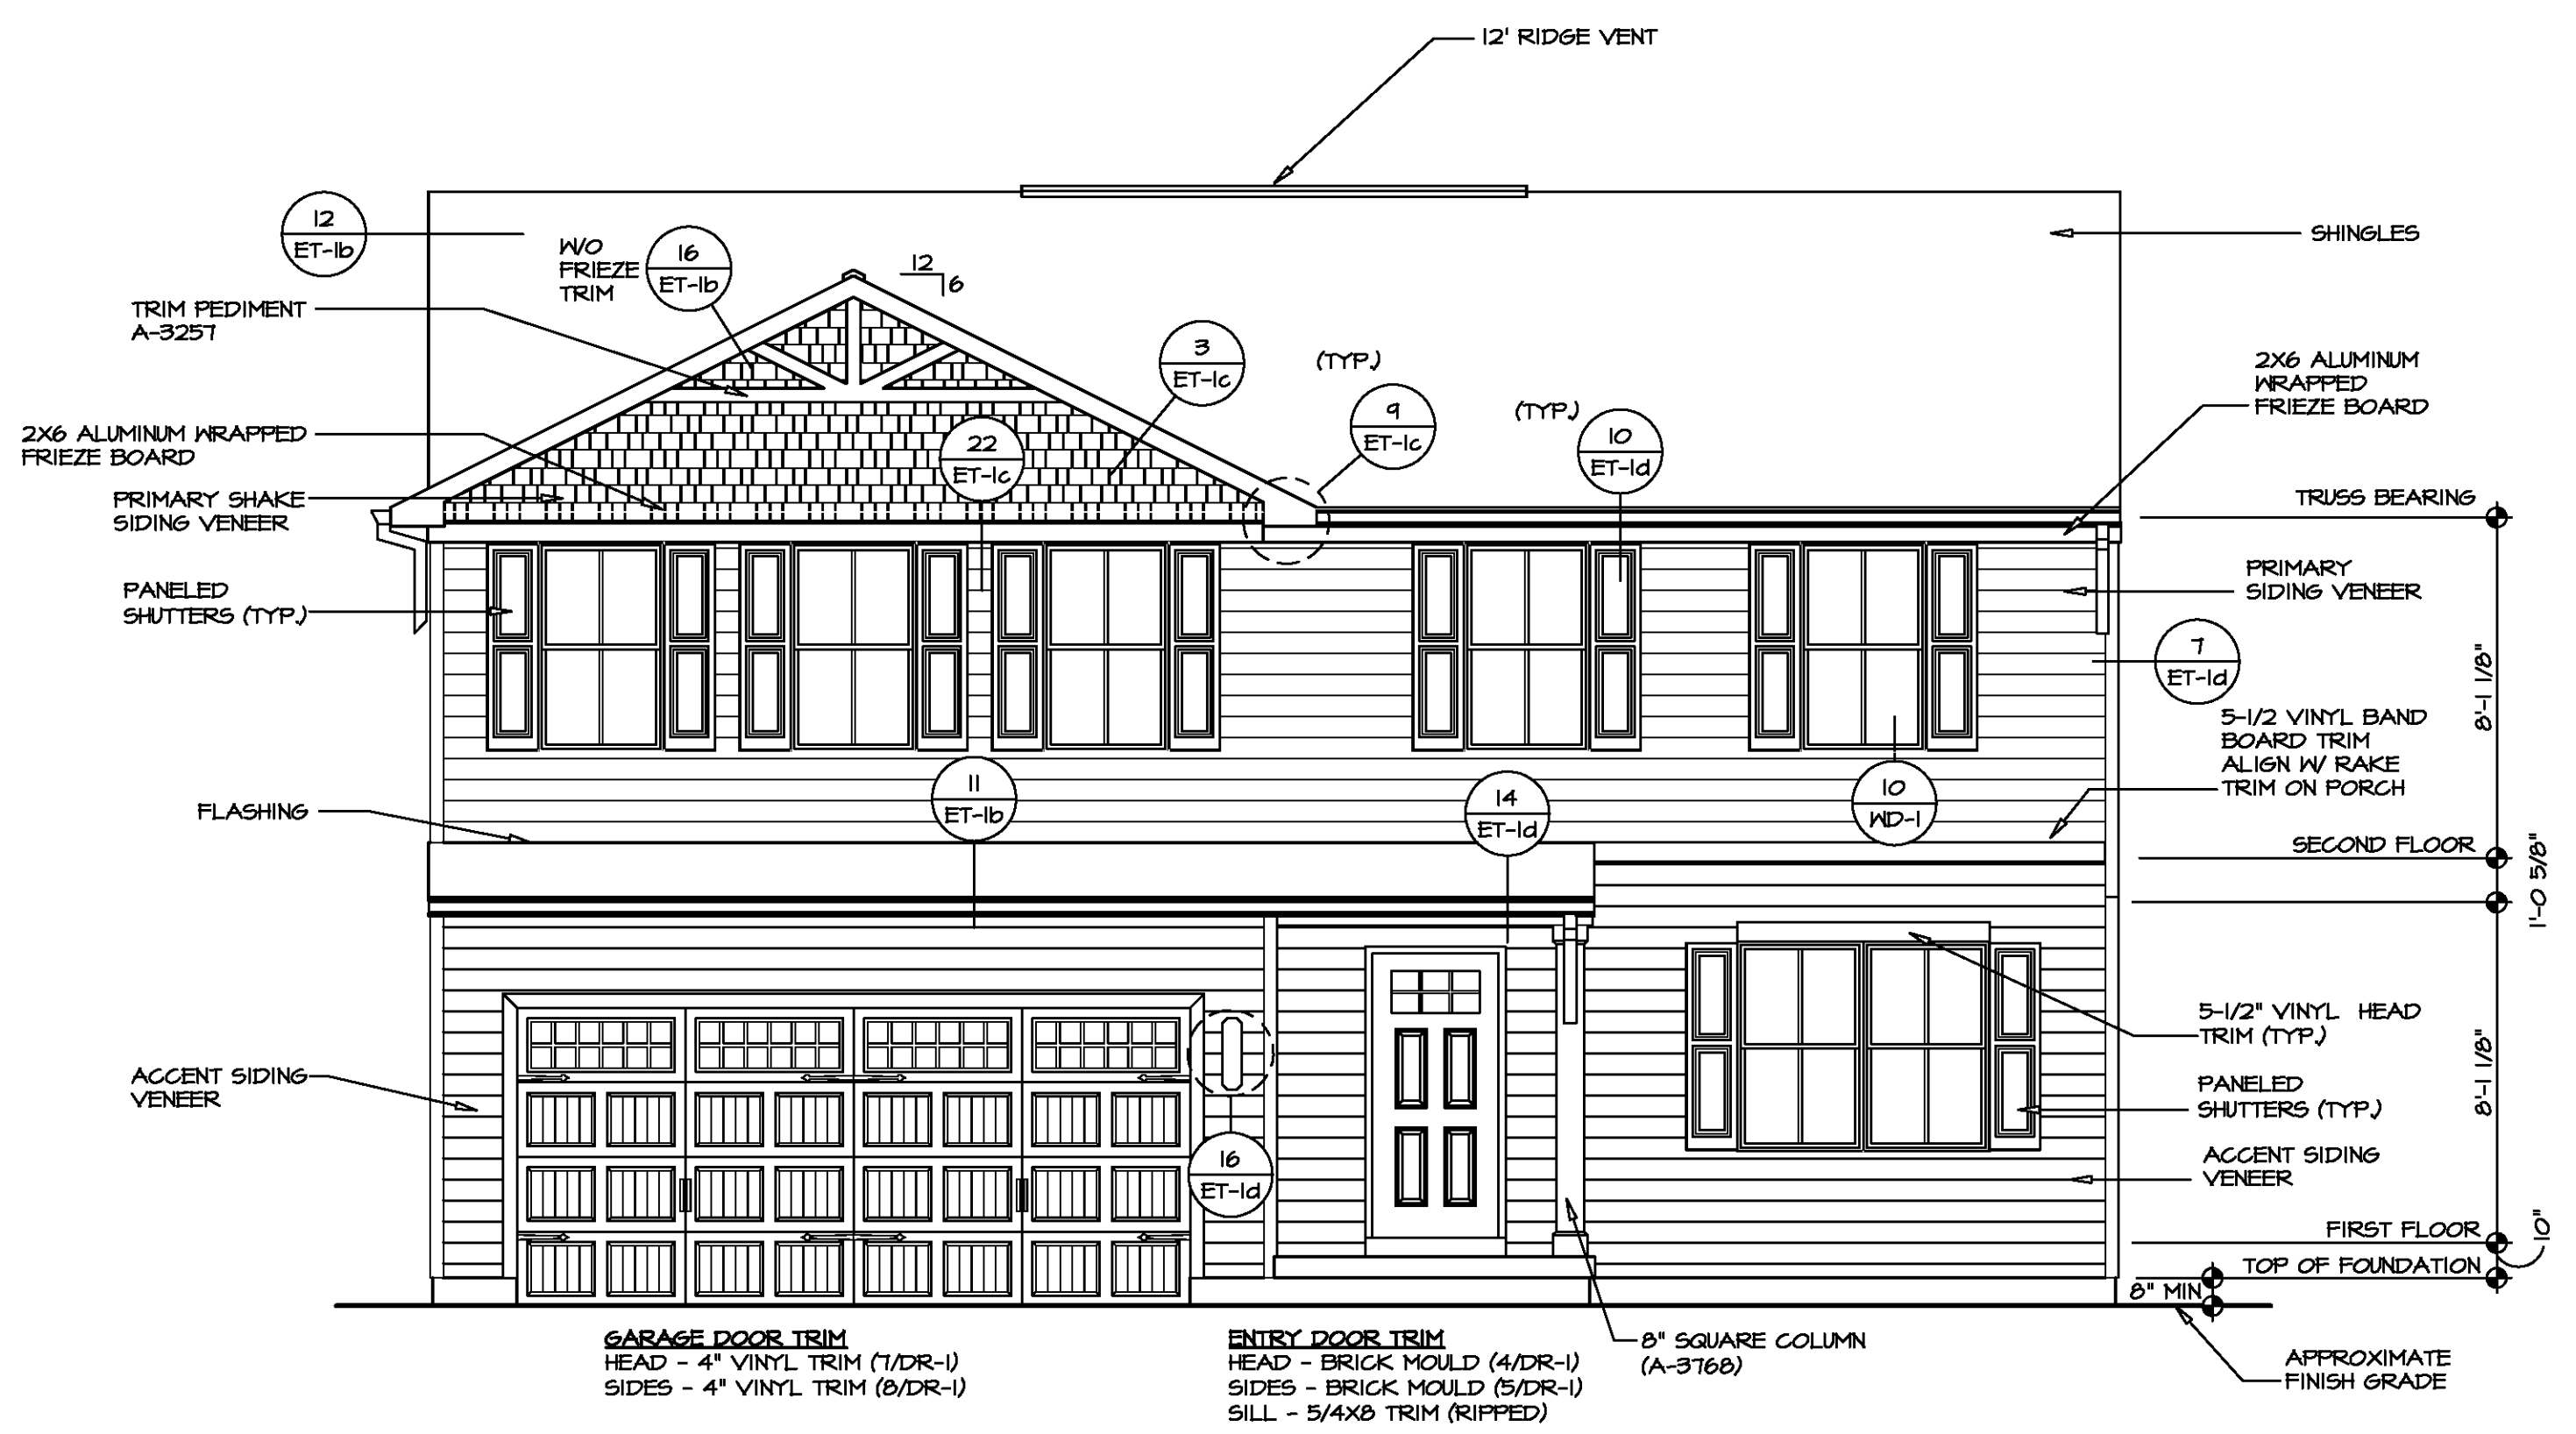 12' RIDGE VENT
12
ET-1b
W/O
FRIEZE
TRIM
16
ET-1b
12
6
SHINGLES
TRIM PEDIMENT
A-3257
3
ET-1c
(TYP.)
9
ET-1c
(TYP.)
10
ET-1d
2X6 ALUMINUM
WRAPPED
FRIEZE BOARD
2X6 ALUMINUM WRAPPED
FRIEZE BOARD
22
ET-1c
PRIMARY SHAKE
SIDING VENEER
TRUSS BEARING
PANELED
SHUTTERS (TYP.)
PRIMARY
SIDING VENEER
7
ET-1d
8'-1 1/8"
5-1/2 VINYL BAND
BOARD TRIM
ALIGN W/ RAKE
TRIM ON PORCH
FLASHING
11
ET-1b
14
ET-1d
10
WD-1
SECOND FLOOR
1'-0 5/8"
5-1/2" VINYL HEAD
TRIM (TYP.)
ACCENT SIDING
VENEER
PANELED
SHUTTERS (TYP.)
8'-1 1/8"
16
ET-1d
ACCENT SIDING
VENEER
FIRST FLOOR
10"
TOP OF FOUNDATION
8" MIN
GARAGE DOOR TRIM
HEAD - 4" VINYL TRIM (7/DR-1)
SIDES - 4" VINYL TRIM (8/DR-1)
ENTRY DOOR TRIM
HEAD - BRICK MOULD (4/DR-1)
SIDES - BRICK MOULD (5/DR-1)
SILL - 5/4X8 TRIM (RIPPED)
8" SQUARE COLUMN
(A-3768)
APPROXIMATE
FINISH GRADE